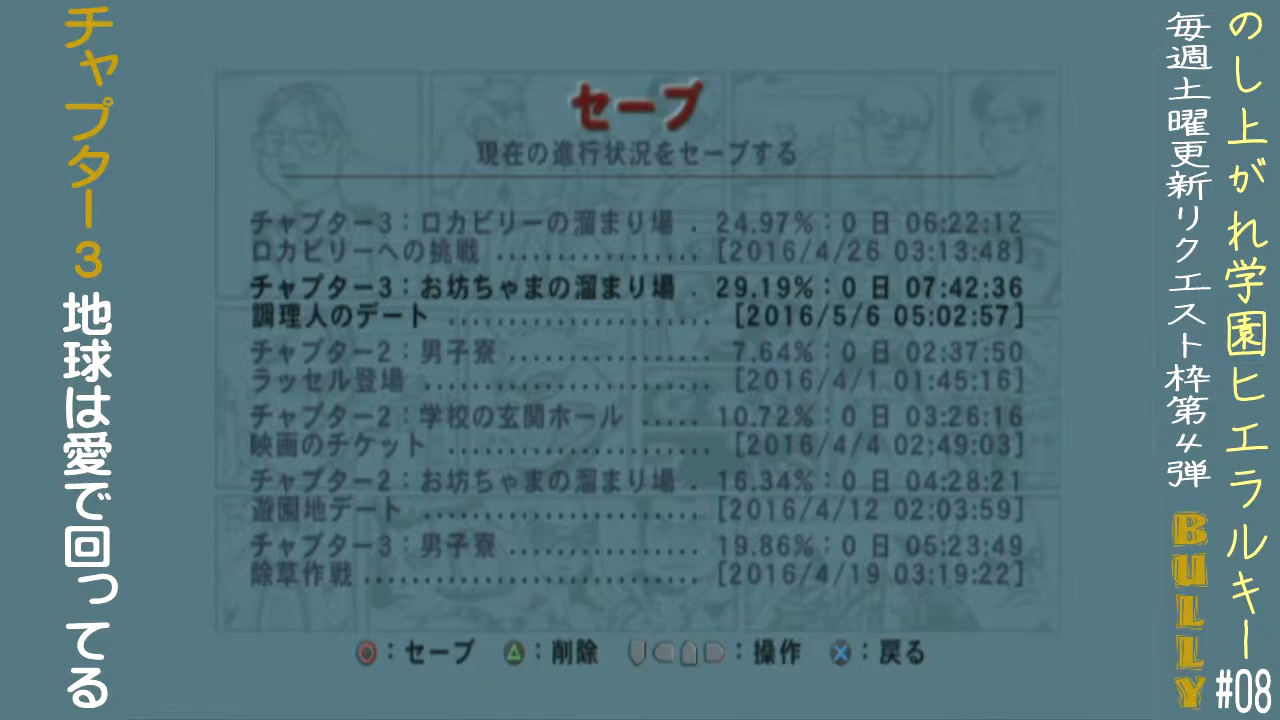 のし上がれ学園ヒエラルキー
#08
毎週土曜更新リクエスト枠第4弾
BULLY
セーブ
現在の進行状況をセーブする
チャプター3：ロカビリーの溜まり場 . 24.97%：0 日 06:22:12
ロカビリーへの挑戦 ................ [2016/4/26 03:13:48]
チャプター3：お坊ちゃまの溜まり場 . 29.19%：0 日 07:42:36
調理人のデート .................... [2016/5/6 05:02:57]
チャプター2：男子寮 ............... 7.64%：0 日 02:37:50
ラッセル登場 ...................... [2016/4/1 01:45:16]
チャプター2：学校の玄関ホール ..... 10.72%：0 日 03:26:16
映画のチケット .................... [2016/4/4 02:49:03]
チャプター2：お坊ちゃまの溜まり場 . 16.37%：0 日 04:28:21
遊園地デート ...................... [2016/4/12 02:03:59]
チャプター3：男子寮 ............... 19.86%：0 日 05:23:49
除草作戦 .......................... [2016/4/19 03:19:22]
：セーブ ：削除 ：操作 ：戻る
チャプター3 地球は愛で回ってる